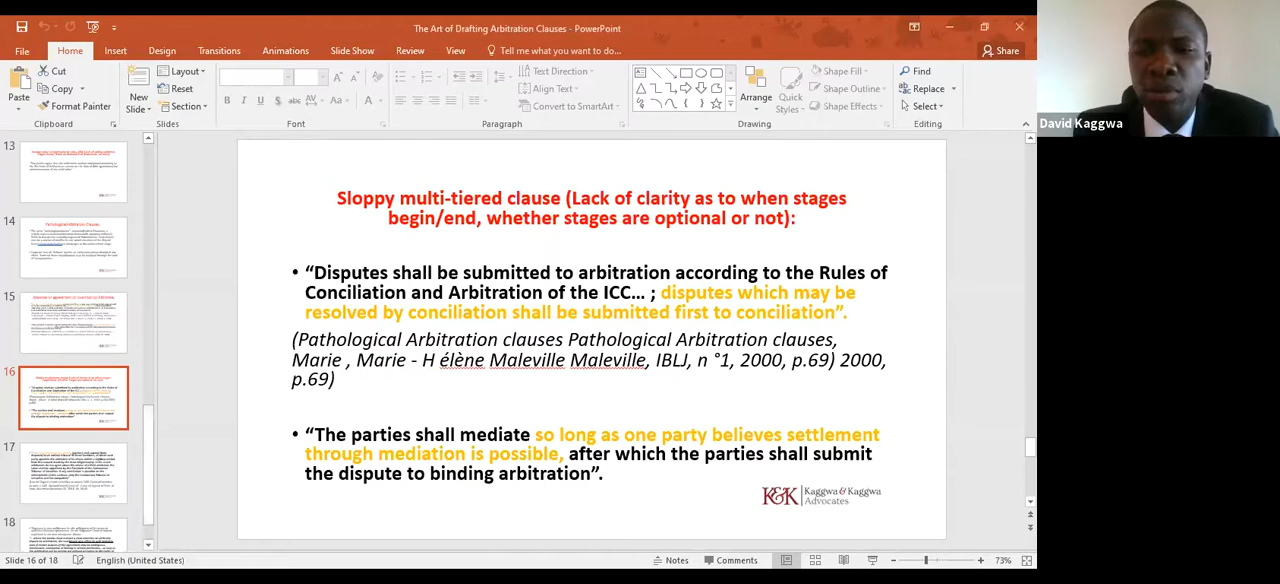 The Art of Drafting Arbitration Clauses - PowerPoint
File Home Insert Design Transitions Animations Slide Show Review View Tell me what you want to do... Share
Paste
Cut
Copy
Format Painter
Clipboard
New Slide
Layout
Reset
Section
Slides
B I U S abc AV Aa A
Font
Text Direction
Align Text
Convert to SmartArt
Paragraph
Arrange
Quick Styles
Shape Fill
Shape Outline
Shape Effects
Drawing
Find
Replace
Select
Editing
David Kaggwa
13
14
15
16
17
18
Sloppy multi-tiered clause (Lack of clarity as to when stages
begin/end, whether stages are optional or not):
• “Disputes shall be submitted to arbitration according to the Rules of
Conciliation and Arbitration of the ICC... ; disputes which may be
resolved by conciliation shall be submitted first to conciliation”.
(Pathological Arbitration clauses Pathological Arbitration clauses,
Marie , Marie - H élène Maleville Maleville, IBLJ, n °1, 2000, p.69) 2000,
p.69)
• “The parties shall mediate so long as one party believes settlement
through mediation is possible, after which the parties shall submit
the dispute to binding arbitration”.
K&K Kaggwa & Kaggwa
Advocates
Slide 16 of 18 English (United States) Notes Comments 73%